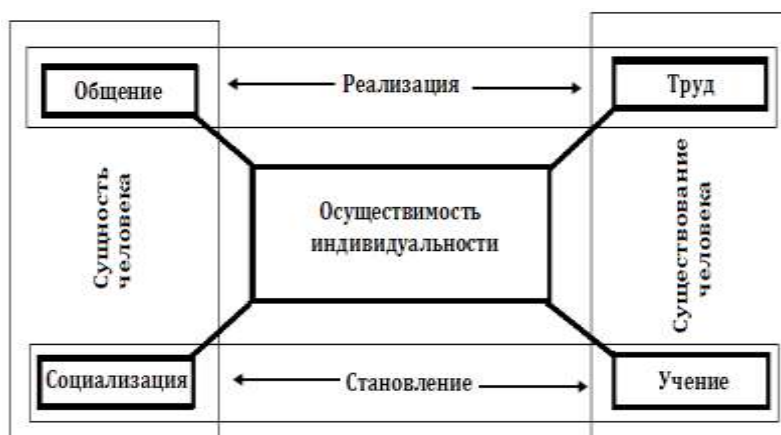 Общение
Реализация
Труд
Сущность
человека
Осуществимость
индивидуальности
Существование
человека
Социализация
Становление
Учение